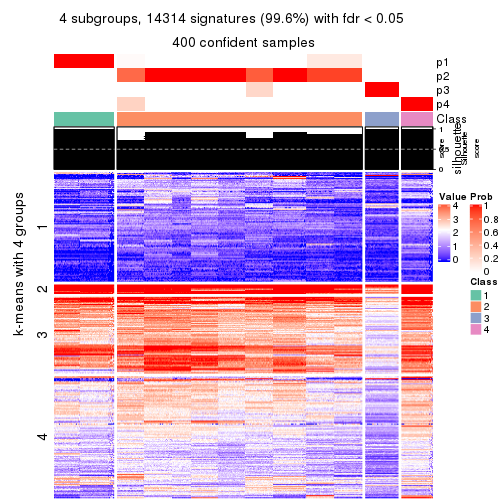 4 subgroups, 14314 signatures (99.6%) with fdr < 0.05
400 confident samples
p1
p2
p3
p4
Class
1
0.5
0
silhouette
Silhouette
score
k-means with 4 groups
1
2
3
4
Value
4
3
2
1
0
Prob
1
0.8
0.6
0.4
0.2
0
Class
1
2
3
4